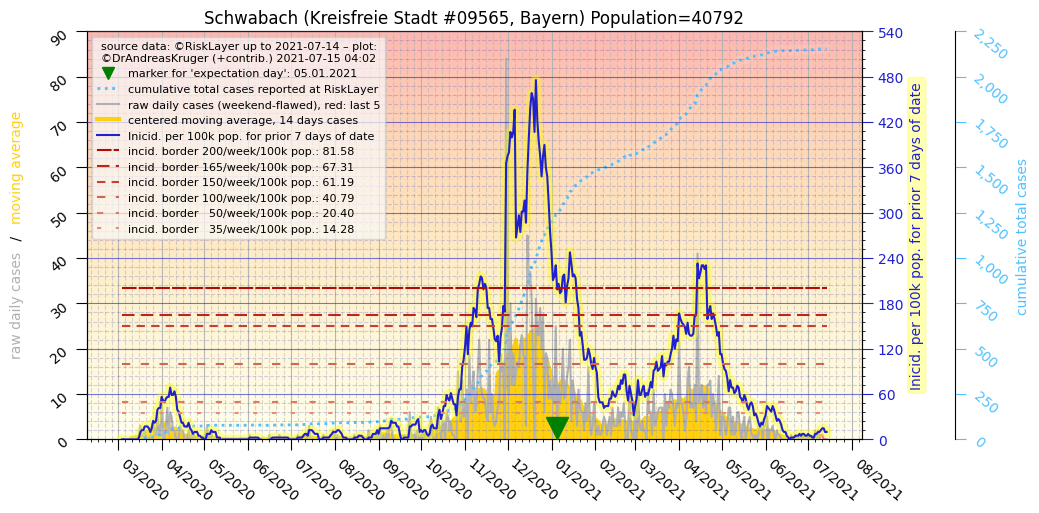 Schwabach (Kreisfreie Stadt #09565, Bayern) Population=40792
source data: ©RiskLayer up to 2021-07-14 – plot:
©DrAndreasKruger (+contrib.) 2021-07-15 04:02
marker for 'expectation day': 05.01.2021
cumulative total cases reported at RiskLayer
raw daily cases (weekend-flawed), red: last 5
centered moving average, 14 days cases
Inicid. per 100k pop. for prior 7 days of date
incid. border 200/week/100k pop.: 81.58
incid. border 165/week/100k pop.: 67.31
incid. border 150/week/100k pop.: 61.19
incid. border 100/week/100k pop.: 40.79
incid. border   50/week/100k pop.: 20.40
incid. border   35/week/100k pop.: 14.28
raw daily cases / moving average
90
80
70
60
50
40
30
20
10
0
540
480
420
360
300
240
180
120
60
0
Inicid. per 100k pop. for prior 7 days of date
2,250
2,000
1,750
1,500
1,250
1,000
750
500
250
0
cumulative total cases
03/2020
04/2020
05/2020
06/2020
07/2020
08/2020
09/2020
10/2020
11/2020
12/2020
01/2021
02/2021
03/2021
04/2021
05/2021
06/2021
07/2021
08/2021